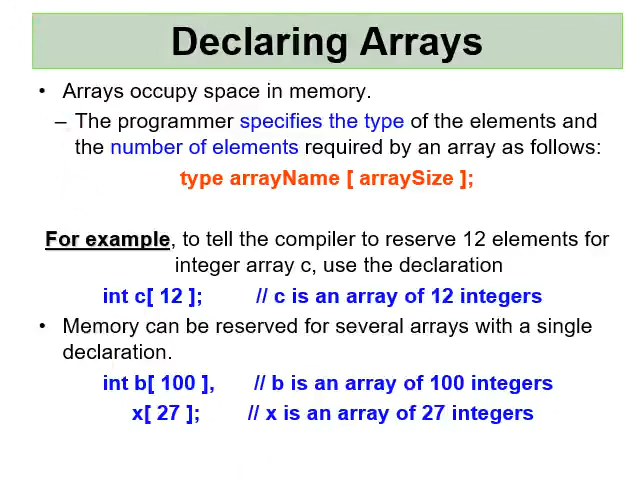 Declaring Arrays
• Arrays occupy space in memory.
– The programmer specifies the type of the elements and
the number of elements required by an array as follows:
type arrayName [ arraySize ];
For example, to tell the compiler to reserve 12 elements for
integer array c, use the declaration
int c[ 12 ]; // c is an array of 12 integers
• Memory can be reserved for several arrays with a single
declaration.
int b[ 100 ], // b is an array of 100 integers
x[ 27 ]; // x is an array of 27 integers